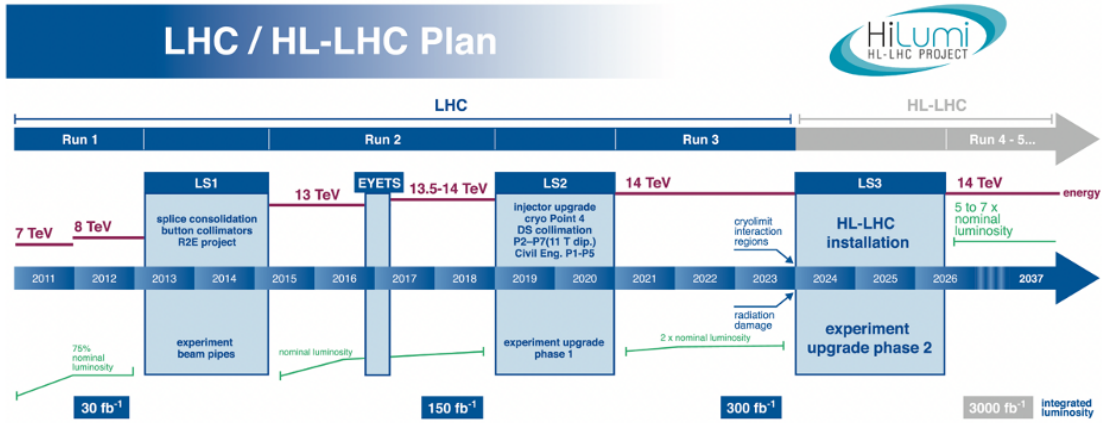 LHC / HL-LHC Plan
HiLumi
HL-LHC PROJECT
LHC
HL-LHC
Run 1
Run 2
Run 3
Run 4 - 5...
LS1
EYETS
LS2
LS3
13 TeV
13.5-14 TeV
14 TeV
14 TeV
energy
splice consolidation
button collimators
R2E project
injector upgrade
cryo Point 4
DS collimation
P2–P7(11 T dip.)
Civil Eng. P1-P5
HL-LHC
installation
5 to 7 x
nominal
luminosity
7 TeV
8 TeV
cryolimit
interaction
regions
2011
2012
2013
2014
2015
2016
2017
2018
2019
2020
2021
2022
2023
2024
2025
2026
2037
radiation
damage
75%
nominal
luminosity
experiment
beam pipes
nominal luminosity
experiment upgrade
phase 1
2 x nominal luminosity
experiment
upgrade phase 2
30 fb⁻¹
150 fb⁻¹
300 fb⁻¹
3000 fb⁻¹
integrated
luminosity